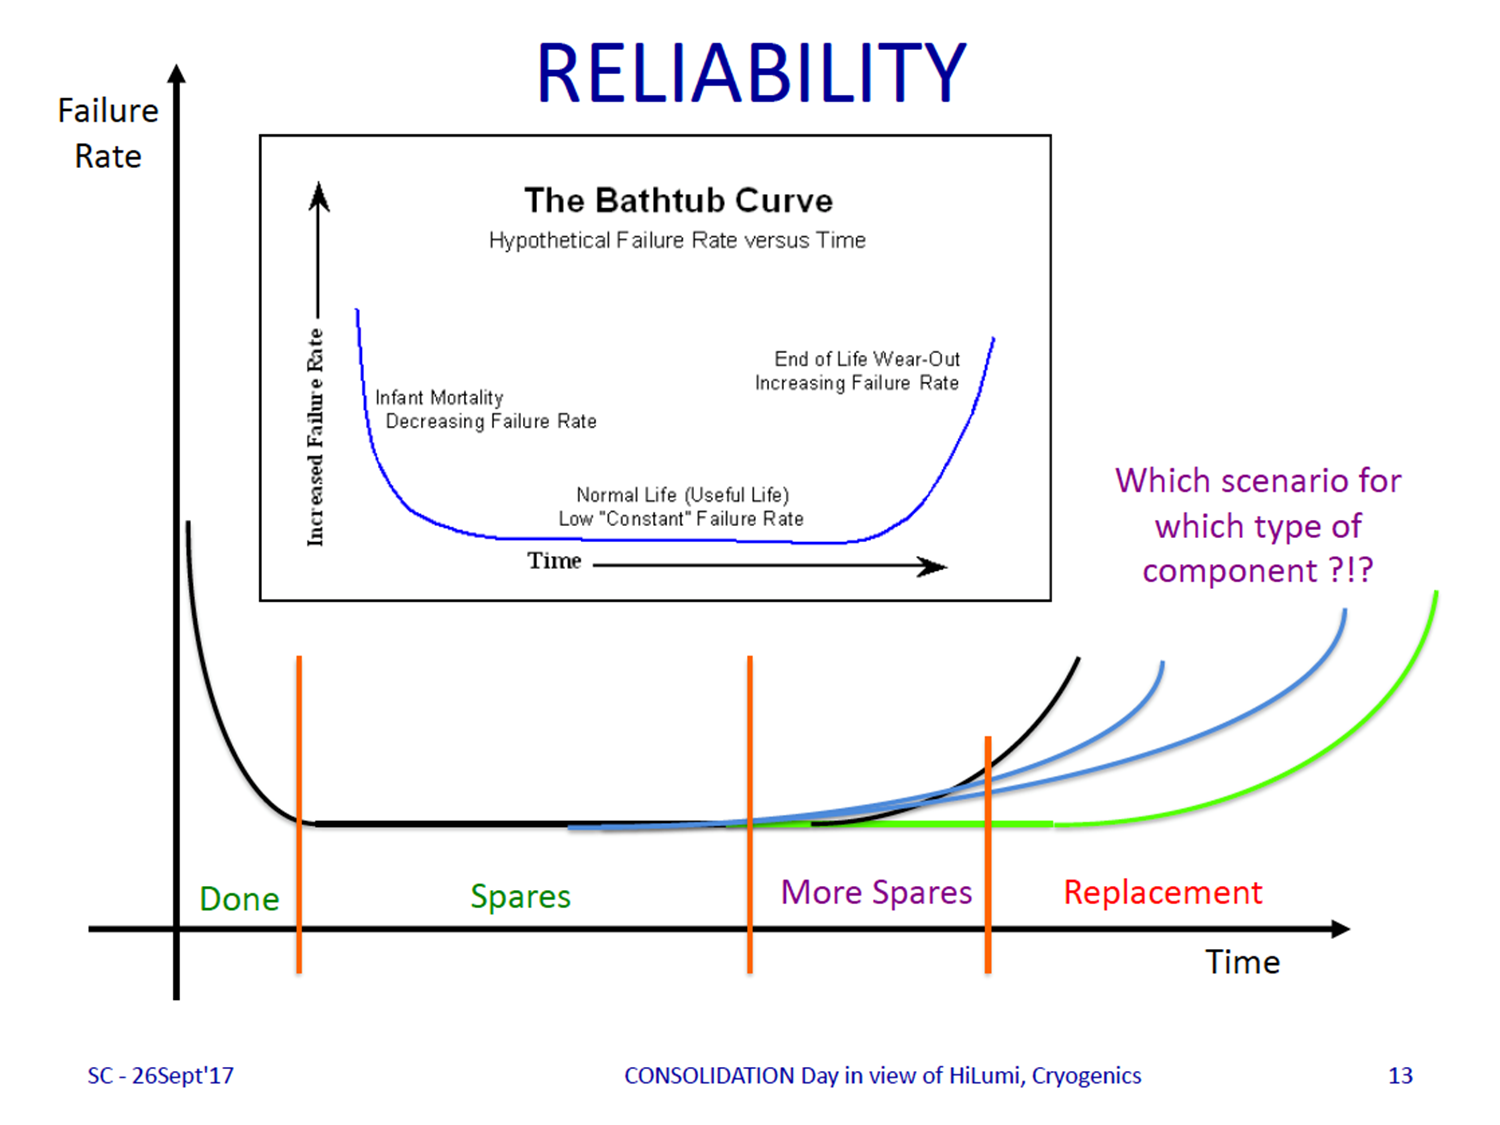 RELIABILITY
Failure
Rate
The Bathtub Curve
Hypothetical Failure Rate versus Time
Increased Failure Rate
Infant Mortality
Decreasing Failure Rate
End of Life Wear-Out
Increasing Failure Rate
Normal Life (Useful Life)
Low "Constant" Failure Rate
Time
Which scenario for
which type of
component ?!?
Done
Spares
More Spares
Replacement
Time
SC - 26Sept'17
CONSOLIDATION Day in view of HiLumi, Cryogenics
13